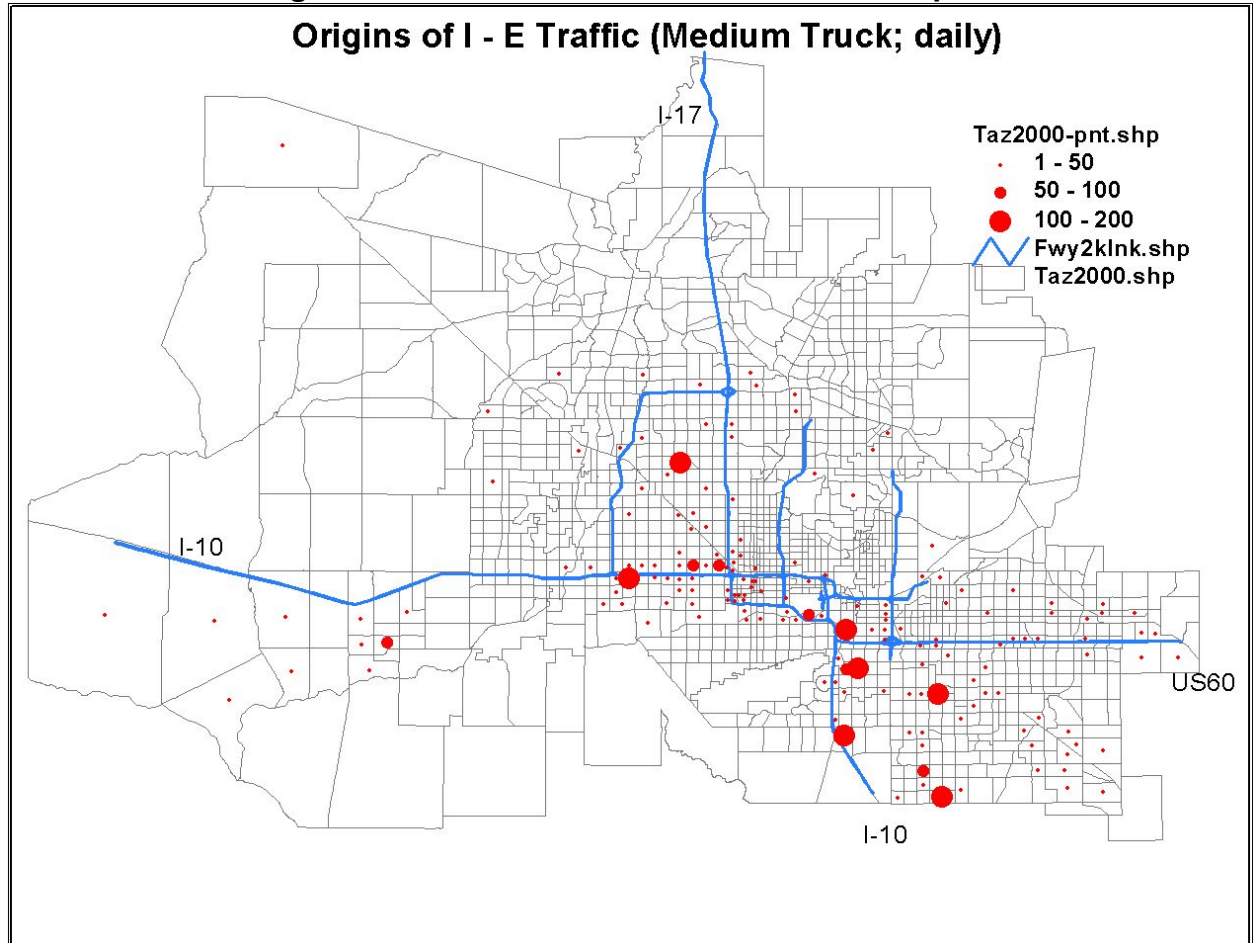 Origins of I - E Traffic (Medium Truck; daily)
I-17
Taz2000-pnt.shp
1 - 50
50 - 100
100 - 200
Fwy2klnk.shp
Taz2000.shp
I-10
US60
I-10